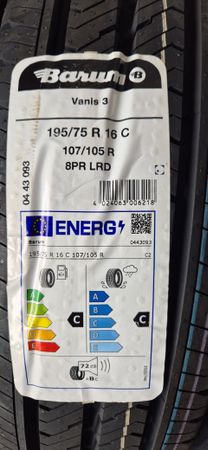 Barum B
Vanis 3
195/75 R 16 C
107/105 R
8PR LRD
04 43 093
4 024063 006218
ENERG
Barum 0443093
195/75 R 16 C 107/105 R C2
A A
B B
C C C C
D D
E E
72 dB
B